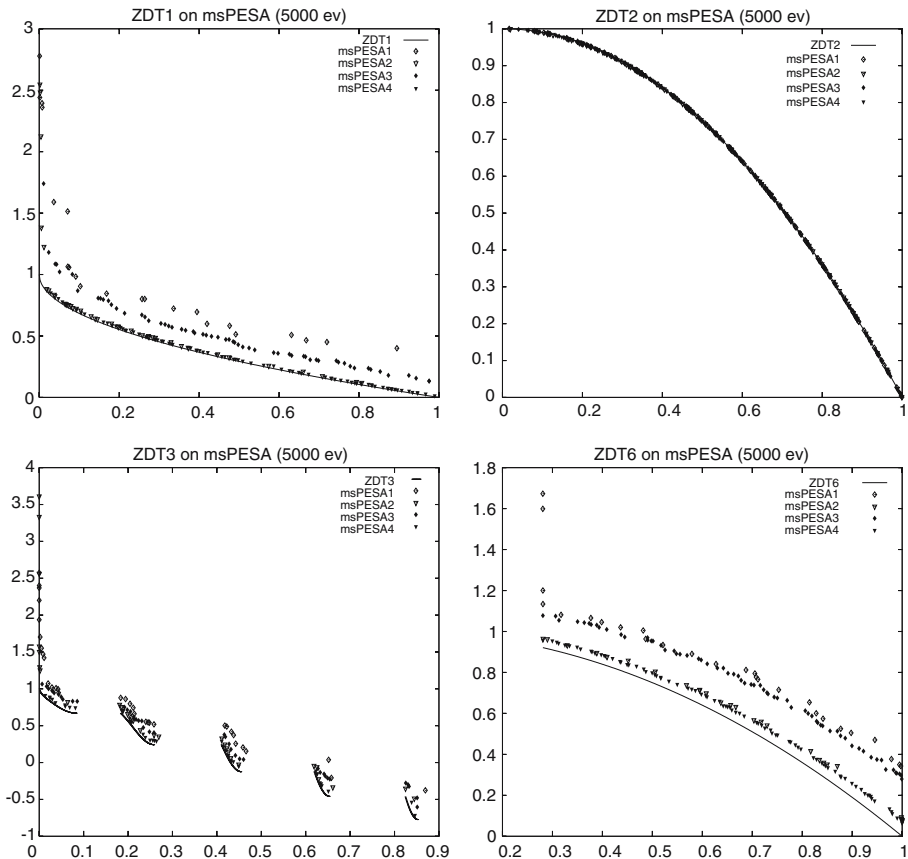 ZDT1 on msPESA (5000 ev)
3
2.5
2
1.5
1
0.5
0
0 0.2 0.4 0.6 0.8 1
ZDT1
msPESA1
msPESA2
msPESA3
msPESA4
ZDT2 on msPESA (5000 ev)
1
0.9
0.8
0.7
0.6
0.5
0.4
0.3
0.2
0.1
0
0 0.2 0.4 0.6 0.8 1
ZDT2
msPESA1
msPESA2
msPESA3
msPESA4
ZDT3 on msPESA (5000 ev)
4
3.5
3
2.5
2
1.5
1
0.5
0
-0.5
-1
0 0.1 0.2 0.3 0.4 0.5 0.6 0.7 0.8 0.9
ZDT3
msPESA1
msPESA2
msPESA3
msPESA4
ZDT6 on msPESA (5000 ev)
1.8
1.6
1.4
1.2
1
0.8
0.6
0.4
0.2
0
0.2 0.3 0.4 0.5 0.6 0.7 0.8 0.9 1
ZDT6
msPESA1
msPESA2
msPESA3
msPESA4